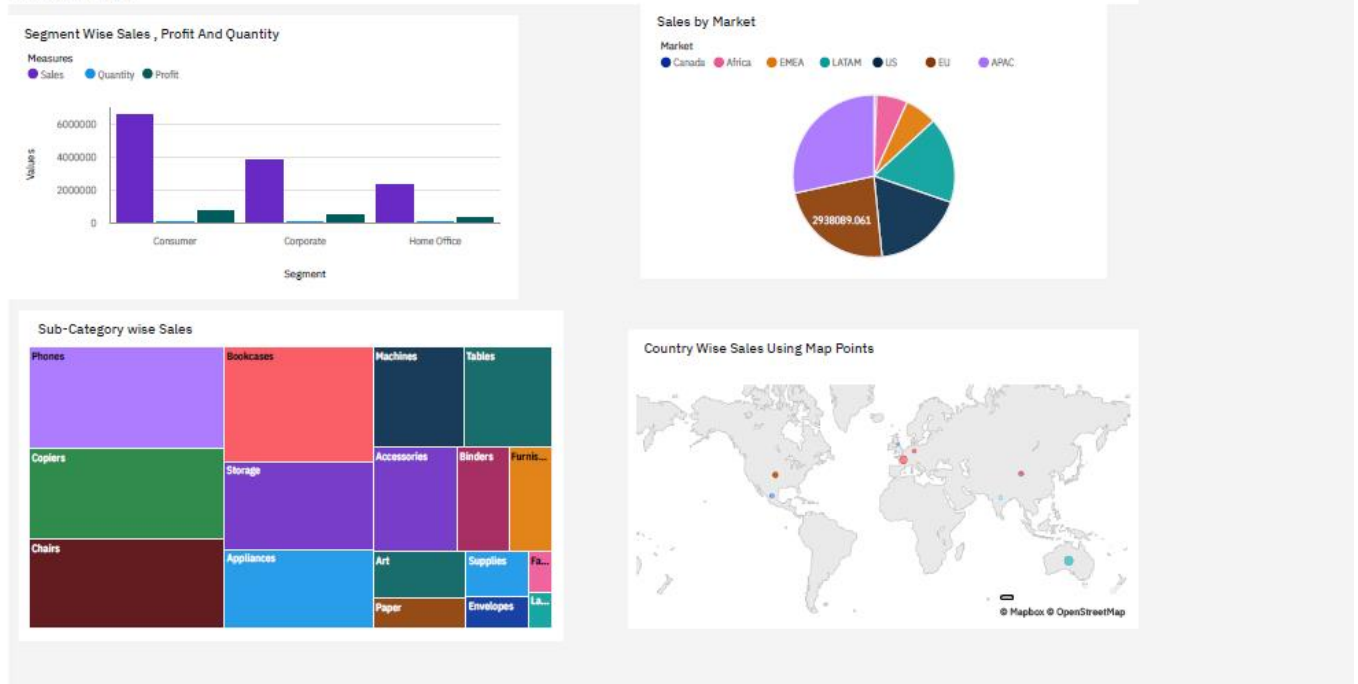 Segment Wise Sales , Profit And Quantity
Measures
Sales Quantity Profit
6000000
4000000
2000000
0
Values
Consumer Corporate Home Office
Segment
Sales by Market
Market
Canada Africa EMEA LATAM US EU APAC
2938089.061
Sub-Category wise Sales
Phones Bookcases Machines Tables
Copiers Storage Accessories Binders Furnis...
Chairs Appliances Art Supplies Fa...
Paper Envelopes La...
Country Wise Sales Using Map Points
© Mapbox © OpenStreetMap